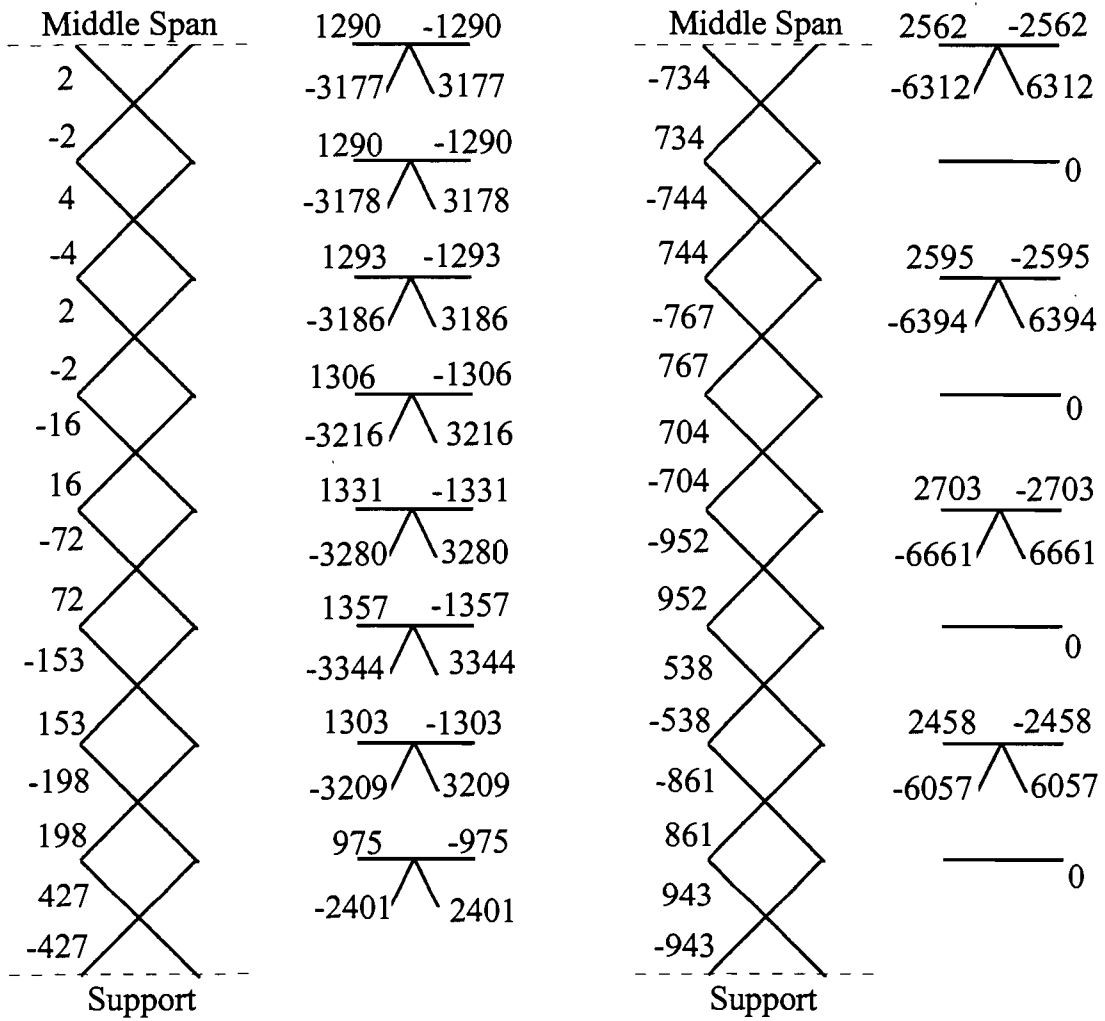 Middle Span 1290 -1290 Middle Span 2562 -2562
2 -3177 3177 -734 -6312 6312
-2 1290 -1290 734 0
4 -3178 3178 -744
-4 1293 -1293 744 2595 -2595
2 -3186 3186 -767 -6394 6394
-2 1306 -1306 767 0
-16 -3216 3216 704
16 1331 -1331 -704 2703 -2703
-72 -3280 3280 -952 -6661 6661
72 1357 -1357 952 0
-153 -3344 3344 538
153 1303 -1303 -538 2458 -2458
-198 -3209 3209 -861 -6057 6057
198 975 -975 861 0
427 -2401 2401 943
-427 -943
Support Support